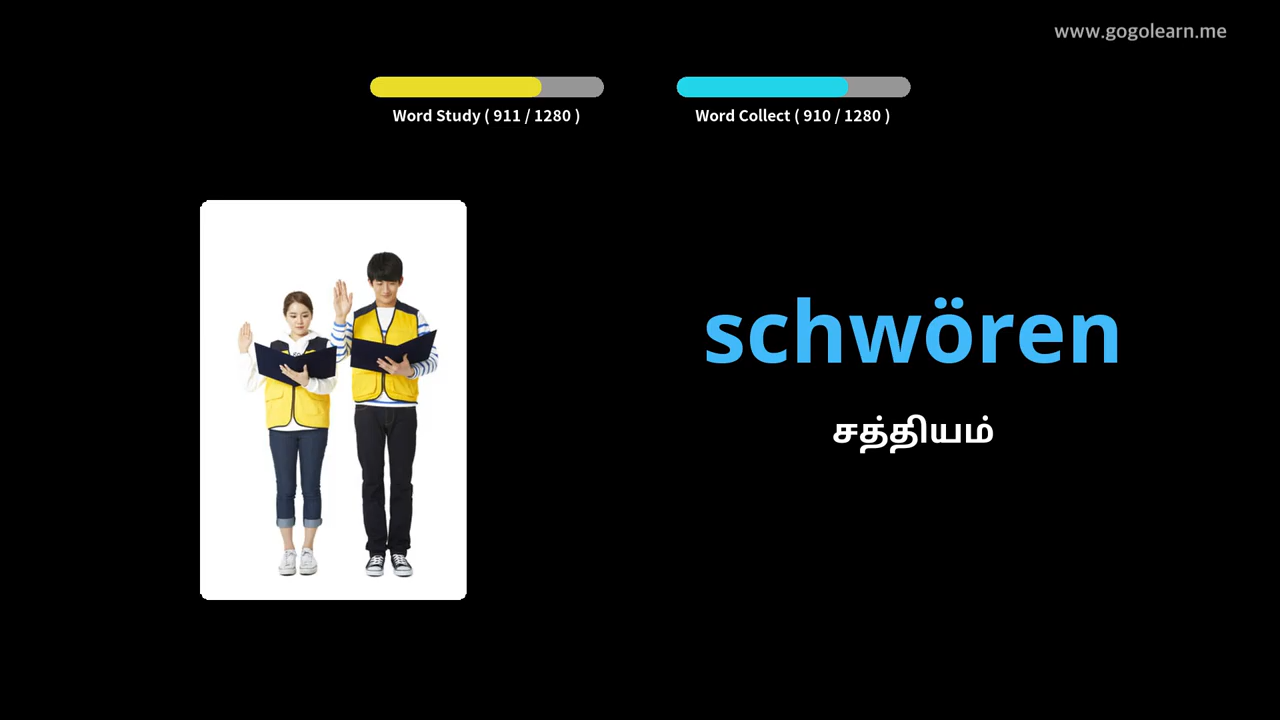 www.gogolearn.me
Word Study ( 911 / 1280 )
Word Collect ( 910 / 1280 )
schwören
சத்தியம்